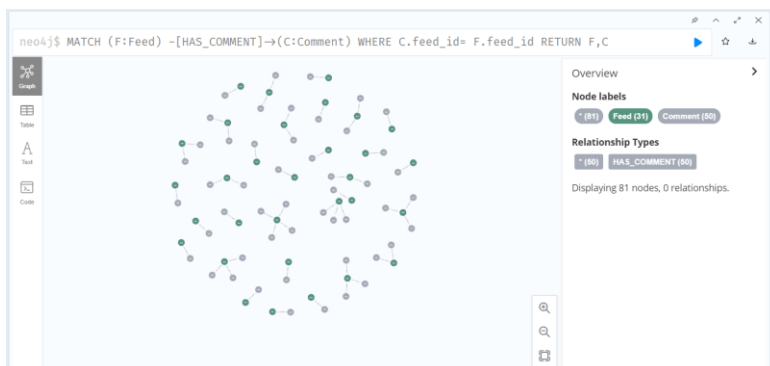 neo4j$ MATCH (F:Feed) -[HAS_COMMENT]→(C:Comment) WHERE C.feed_id= F.feed_id RETURN F,C
Graph
Table
Text
Code
Overview
Node labels
* (81) Feed (31) Comment (50)
Relationship Types
* (50) HAS_COMMENT (50)
Displaying 81 nodes, 0 relationships.